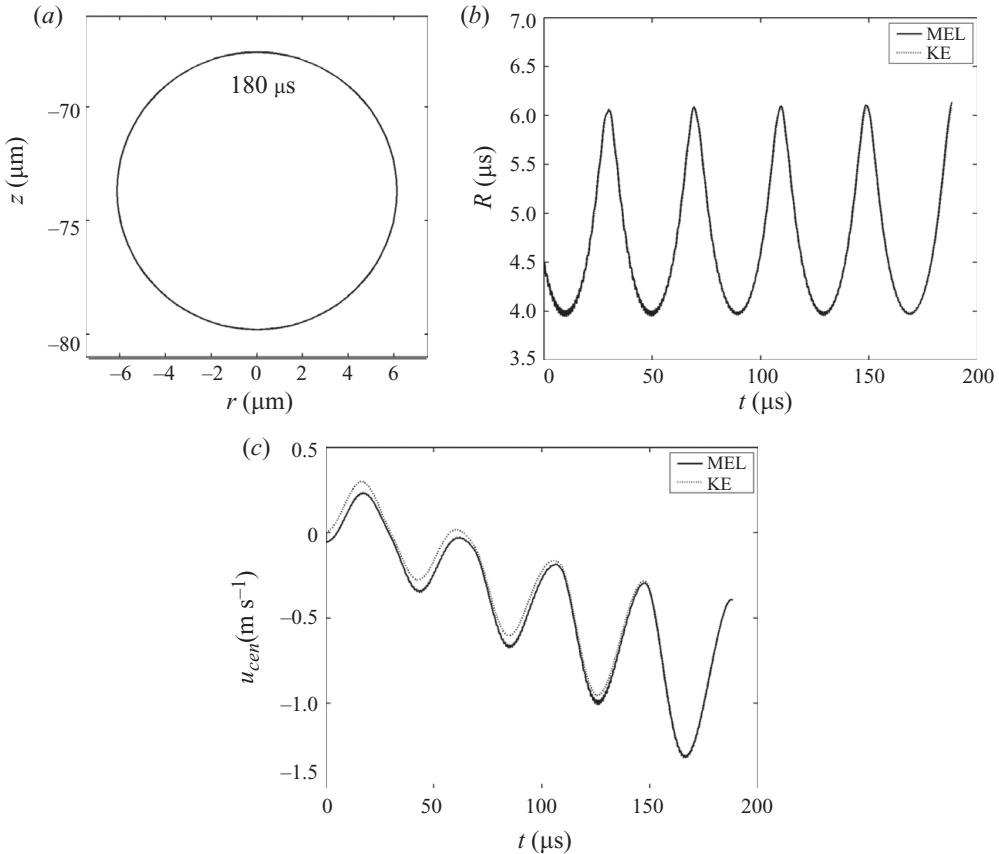 (a)
180 μs
−70
−75
−80
z (μm)
−6 −4 −2 0 2 4 6
r (μm)
(b)
7.0
6.5
6.0
5.5
5.0
4.5
4.0
3.5
R (μs)
MEL
KE
0 50 100 150 200
t (μs)
(c)
0.5
0
−0.5
−1.0
−1.5
u_cen (m s⁻¹)
MEL
KE
0 50 100 150 200
t (μs)